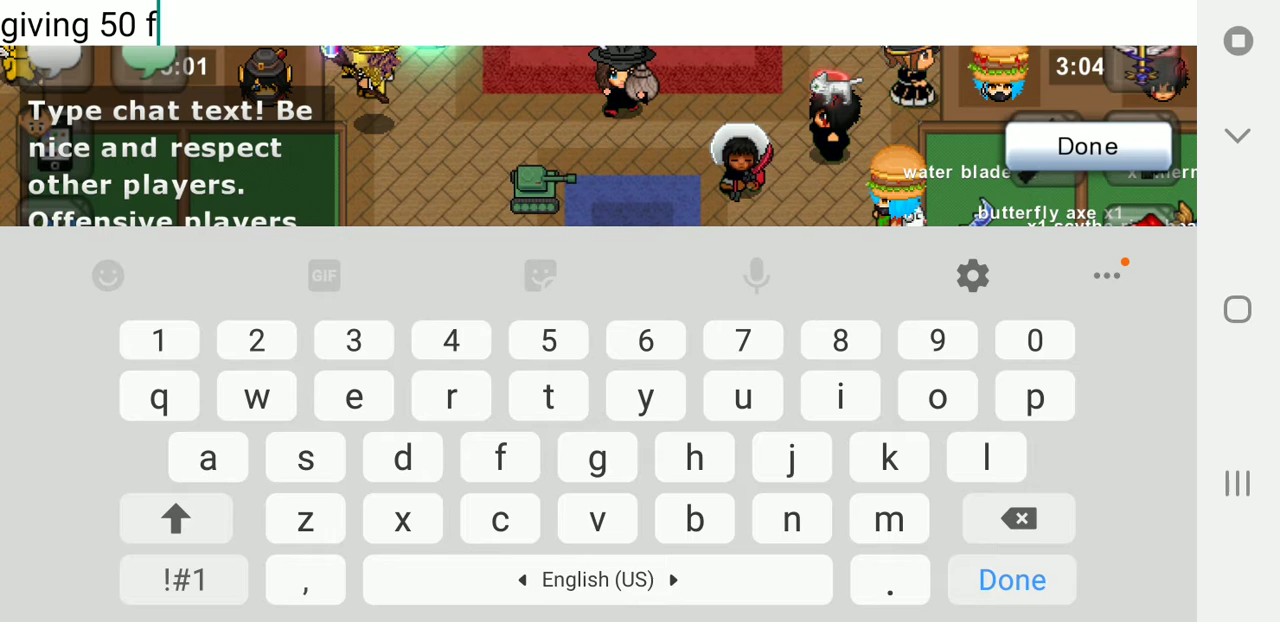 giving 50 f
:01
3:04
Type chat text! Be
nice and respect
other players.
Offensive players
Done
water blade
butterfly axe x1
GIF
1 2 3 4 5 6 7 8 9 0
q w e r t y u i o p
a s d f g h j k l
z x c v b n m
!#1 , English (US) . Done